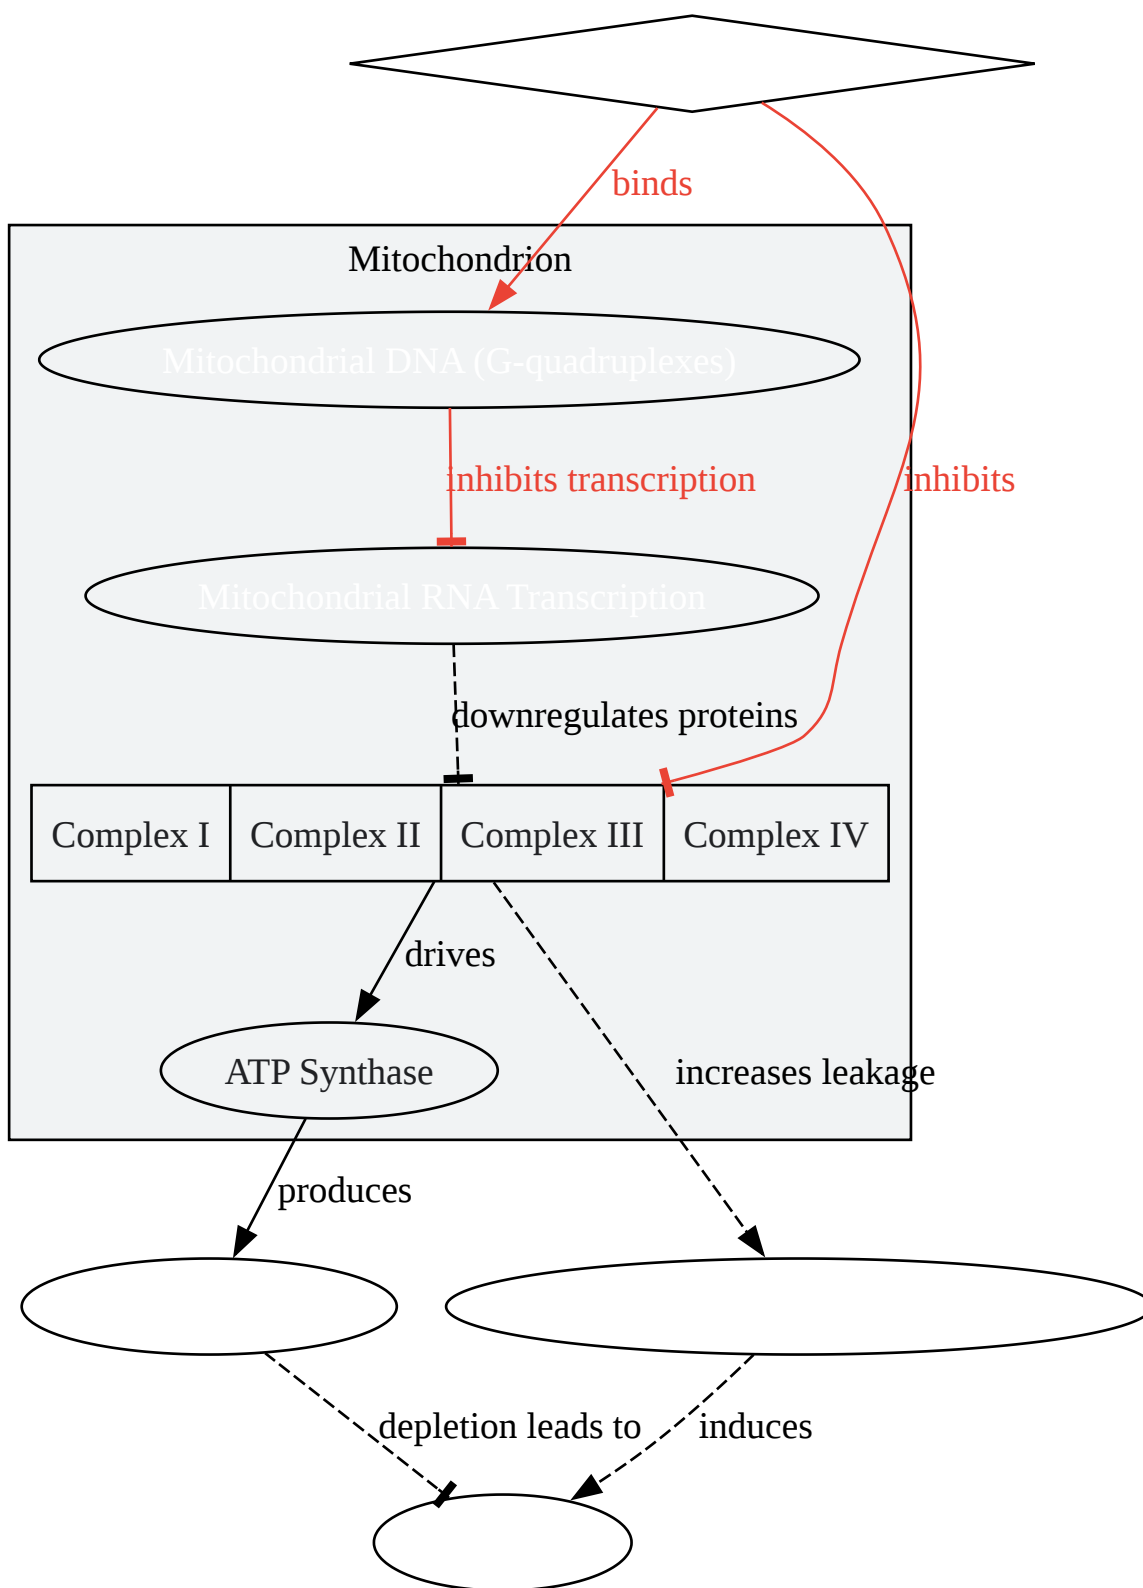 binds
Mitochondrion
Mitochondrial DNA (G-quadruplexes)
inhibits transcription
inhibits
Mitochondrial RNA Transcription
downregulates proteins
Complex I
Complex II
Complex III
Complex IV
drives
ATP Synthase
increases leakage
produces
depletion leads to
induces